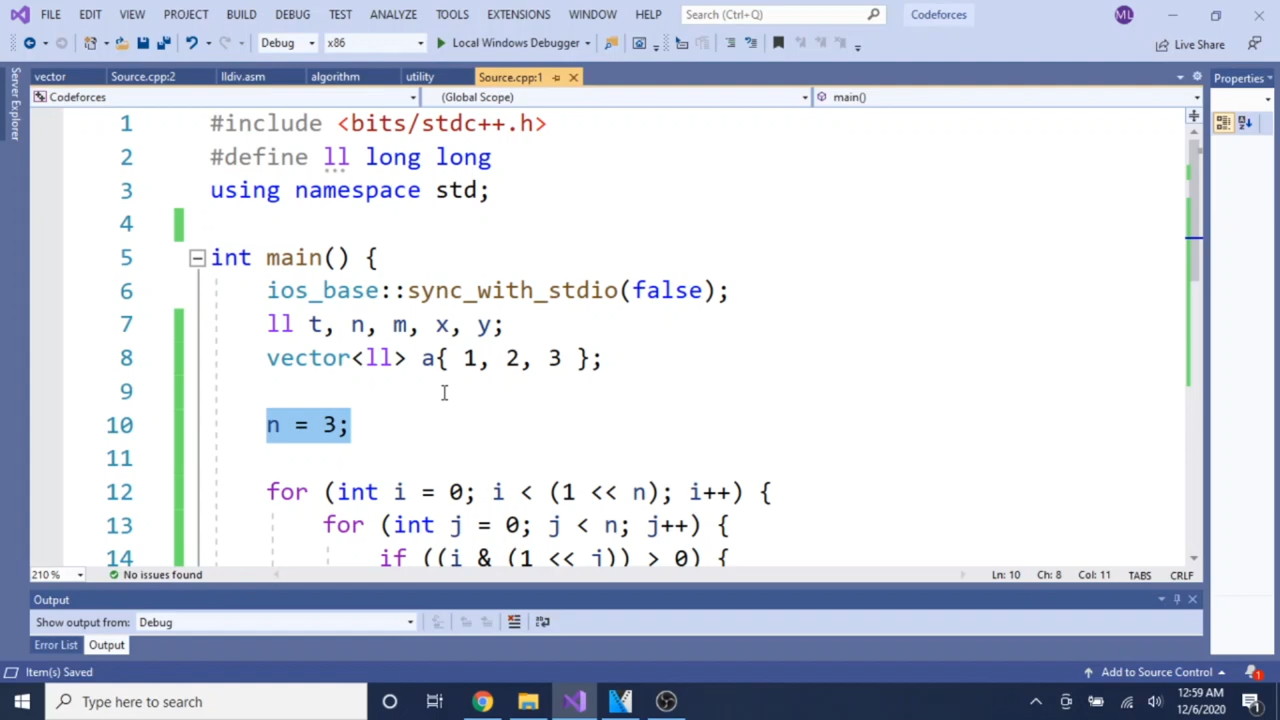 FILE EDIT VIEW PROJECT BUILD DEBUG TEST ANALYZE TOOLS EXTENSIONS WINDOW HELP Search (Ctrl+Q) Codeforces ML
Debug x86 Local Windows Debugger Live Share
Server Explorer
vector Source.cpp:2 lldiv.asm algorithm utility Source.cpp:1 Properties
Codeforces (Global Scope) main()
1 #include <bits/stdc++.h>
2 #define ll long long
3 using namespace std;
4
5 int main() {
6 ios_base::sync_with_stdio(false);
7 ll t, n, m, x, y;
8 vector<ll> a{ 1, 2, 3 };
9
10 n = 3;
11
12 for (int i = 0; i < (1 << n); i++) {
13 for (int j = 0; j < n; j++) {
14 if ((i & (1 << j)) > 0) {
210 % No issues found Ln: 10 Ch: 8 Col: 11 TABS CRLF
Output
Show output from: Debug
Error List Output
Item(s) Saved Add to Source Control 1
Type here to search 12:59 AM
12/6/2020 1